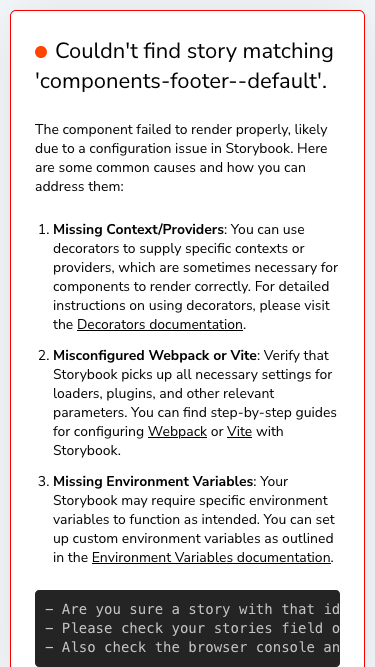 Couldn't find story matching
'components-footer--default'.
The component failed to render properly, likely
due to a configuration issue in Storybook. Here
are some common causes and how you can
address them:
1. Missing Context/Providers: You can use
decorators to supply specific contexts or
providers, which are sometimes necessary for
components to render correctly. For detailed
instructions on using decorators, please visit
the Decorators documentation.
2. Misconfigured Webpack or Vite: Verify that
Storybook picks up all necessary settings for
loaders, plugins, and other relevant
parameters. You can find step-by-step guides
for configuring Webpack or Vite with
Storybook.
3. Missing Environment Variables: Your
Storybook may require specific environment
variables to function as intended. You can set
up custom environment variables as outlined
in the Environment Variables documentation.
– Are you sure a story with that id
– Please check your stories field o
– Also check the browser console an